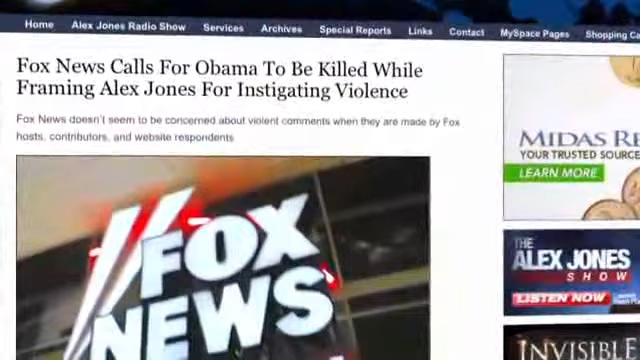 Home Alex Jones Radio Show Services Archives Special Reports Links Contact MySpace Pages Shopping
Fox News Calls For Obama To Be Killed While
Framing Alex Jones For Instigating Violence
Fox News doesn't seem to be concerned about violent comments when they are made by Fox
hosts, contributors, and website respondents
MIDAS
YOUR TRUSTED SOURCE
LEARN MORE
FOX
NEWS
THE
ALEX JONES
SHOW
LISTEN NOW
INVISIBLE